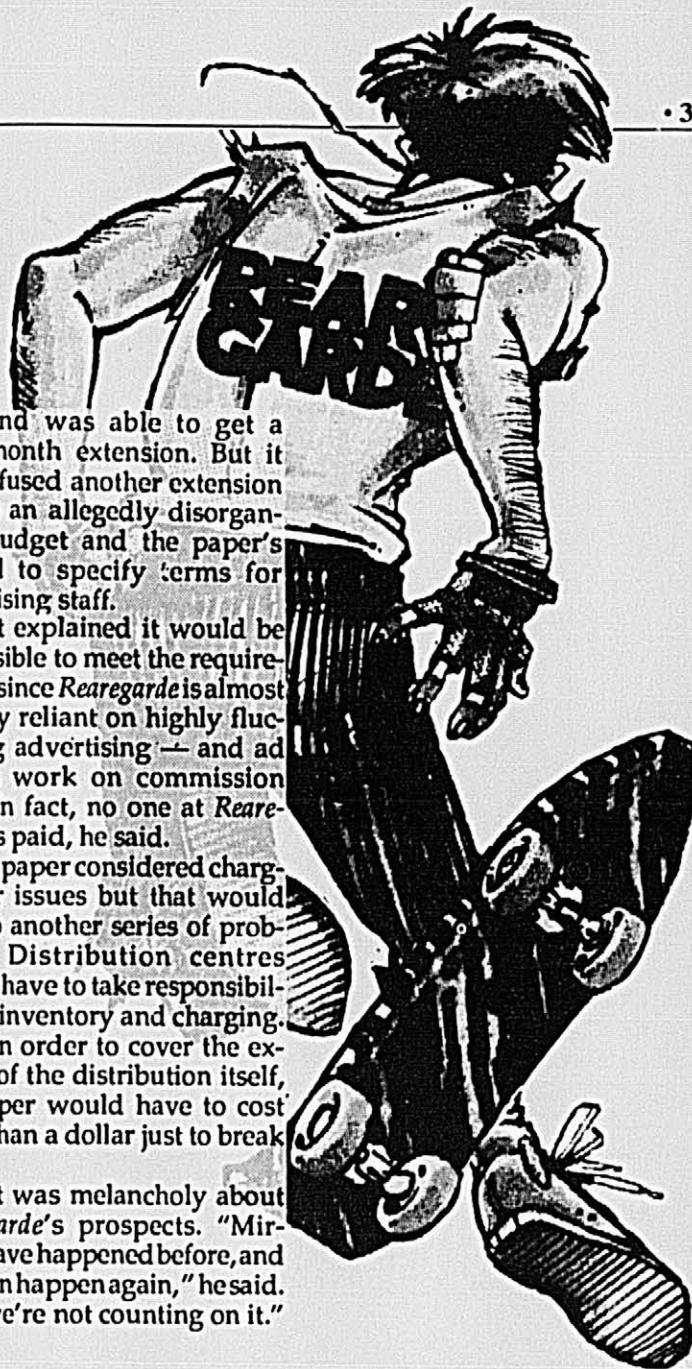 • 3
REAR
GARD
nd was able to get a
month extension. But it
fused another extension
an allegedly disorgan-
udget and the paper's
l to specify terms for
ising staff.
t explained it would be
sible to meet the require-
since Rearegarde is almost
y reliant on highly fluc-
g advertising — and ad
work on commission
n fact, no one at Reare-
s paid, he said.
paper considered charg-
r issues but that would
o another series of prob-
Distribution centres
have to take responsibil-
inventory and charging.
n order to cover the ex-
of the distribution itself,
per would have to cost
han a dollar just to break
t was melancholy about
arde's prospects. "Mir-
ave happened before, and
n happen again," he said.
ve're not counting on it."